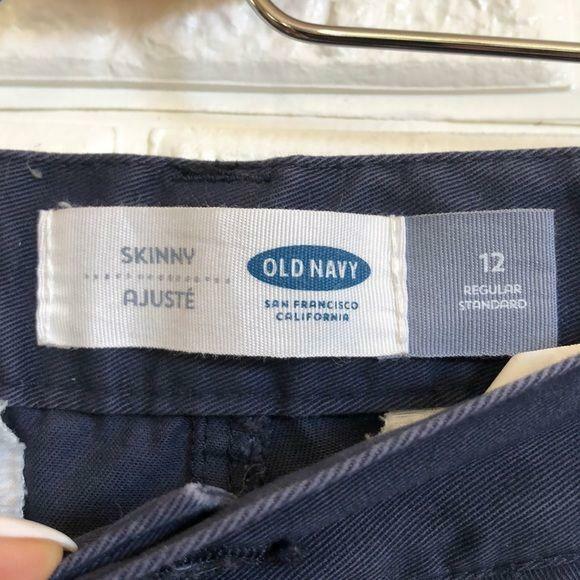 SKINNY
AJUSTÉ
OLD NAVY
SAN FRANCISCO
CALIFORNIA
12
REGULAR
STANDARD